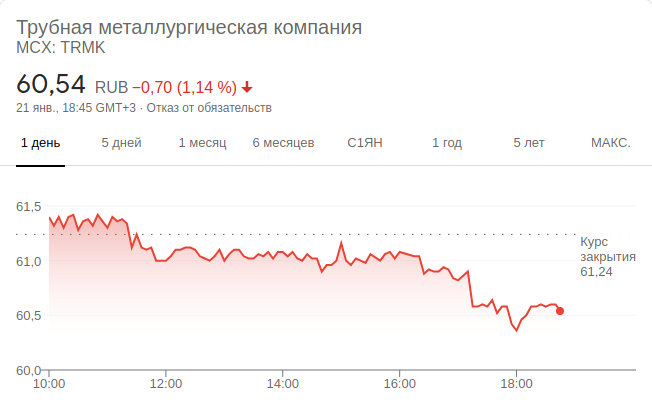 Трубная металлургическая компания
MCX: TRMK
60,54 RUB −0,70 (1,14 %)
21 янв., 18:45 GMT+3 · Отказ от обязательств
1 день 5 дней 1 месяц 6 месяцев С1ЯН 1 год 5 лет МАКС.
61,5
Курс
61,0 закрытия
61,24
60,5
60,0
10:00 12:00 14:00 16:00 18:00